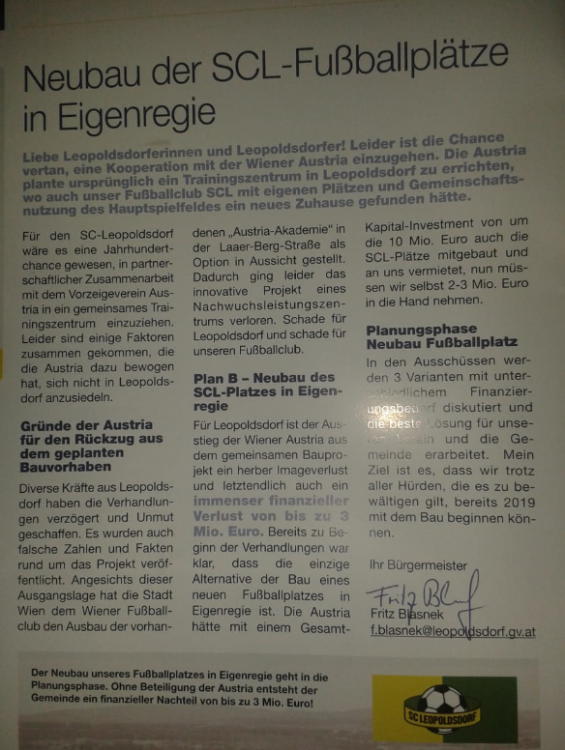 Neubau der SCL-Fußballplätze
in Eigenregie
Liebe Leopoldsdorferinnen und Leopoldsdorfer! Leider ist die Chance
vertan, eine Kooperation mit der Wiener Austria einzugehen. Die Austria
plante ursprünglich ein Trainingszentrum in Leopoldsdorf zu errichten,
wo auch unser Fußballclub SCL mit eigenen Plätzen und Gemeinschafts-
nutzung des Hauptspielfeldes ein neues Zuhause gefunden hätte.
Für den SC-Leopoldsdorf
wäre es eine Jahrhundert-
chance gewesen, in partner-
schaftlicher Zusammenarbeit
mit dem Vorzeigeverein Aus-
tria in ein gemeinsames Trai-
ningszentrum einzuziehen.
Leider sind einige Faktoren
zusammen gekommen, die
die Austria dazu bewogen
hat, sich nicht in Leopolds-
dorf anzusiedeln.
Gründe der Austria
für den Rückzug aus
dem geplanten
Bauvorhaben
Diverse Kräfte aus Leopolds-
dorf haben die Verhandlun-
gen verzögert und Unmut
geschaffen. Es wurden auch
falsche Zahlen und Fakten
rund um das Projekt veröf-
fentlicht. Angesichts dieser
Ausgangslage hat die Stadt
Wien dem Wiener Fußball-
club den Ausbau der vorhan-
denen „Austria-Akademie" in
der Laaer-Berg-Straße als
Option in Aussicht gestellt.
Dadurch ging leider das
innovative Projekt eines
Nachwuchsleistungszen-
trums verloren. Schade für
Leopoldsdorf und schade für
unseren Fußballclub.
Plan B – Neubau des
SCL-Platzes in Eigen-
regie
Für Leopoldsdorf ist der Aus-
stieg der Wiener Austria aus
dem gemeinsamen Baupro-
jekt ein herber Imageverlust
und letztendlich auch ein
immenser finanzieller
Verlust von bis zu 3
Mio. Euro. Bereits zu Be-
ginn der Verhandlungen war
klar, dass die einzige
Alternative der Bau eines
neuen Fußballplatzes in
Eigenregie ist. Die Austria
hätte mit einem Gesamt-
Kapital-Investment von um
die 10 Mio. Euro auch die
SCL-Plätze mitgebaut und
an uns vermietet, nun müs-
sen wir selbst 2-3 Mio. Euro
in die Hand nehmen.
Planungsphase
Neubau Fußballplatz
In den Ausschüssen wer-
den 3 Varianten mit unter-
schiedlichem Finanzier-
ungsbedarf diskutiert und
die beste Lösung für unse-
und die Ge-
meinde erarbeitet. Mein
Ziel ist es, dass wir trotz
aller Hürden, die es zu be-
wältigen gilt, bereits 2019
mit dem Bau beginnen kön-
nen.
Ihr Bürgermeister
Fritz Blasnek
f.blasnek@leopoldsdorf.gv.at
Der Neubau unseres Fußballplatzes in Eigenregie geht in die
Planungsphase. Ohne Beteiligung der Austria entsteht der
Gemeinde ein finanzieller Nachteil von bis zu 3 Mio. Euro!
SC LEOPOLDSDORF